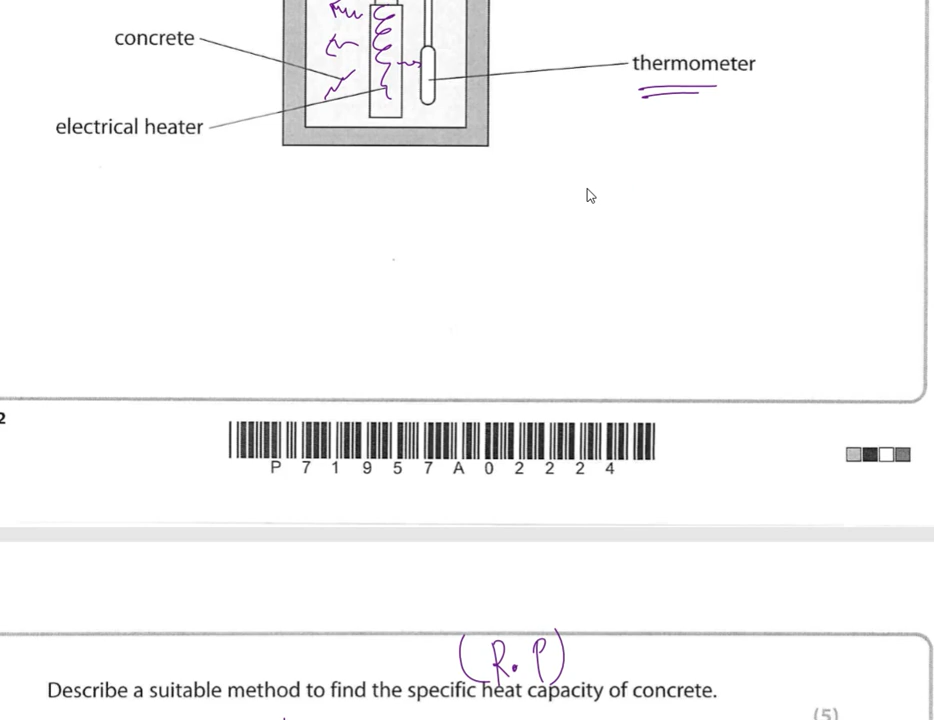 concrete
thermometer
electrical heater
2
P 7 1 9 5 7 A 0 2 2 2 4
(R.P)
Describe a suitable method to find the specific heat capacity of concrete.
(5)